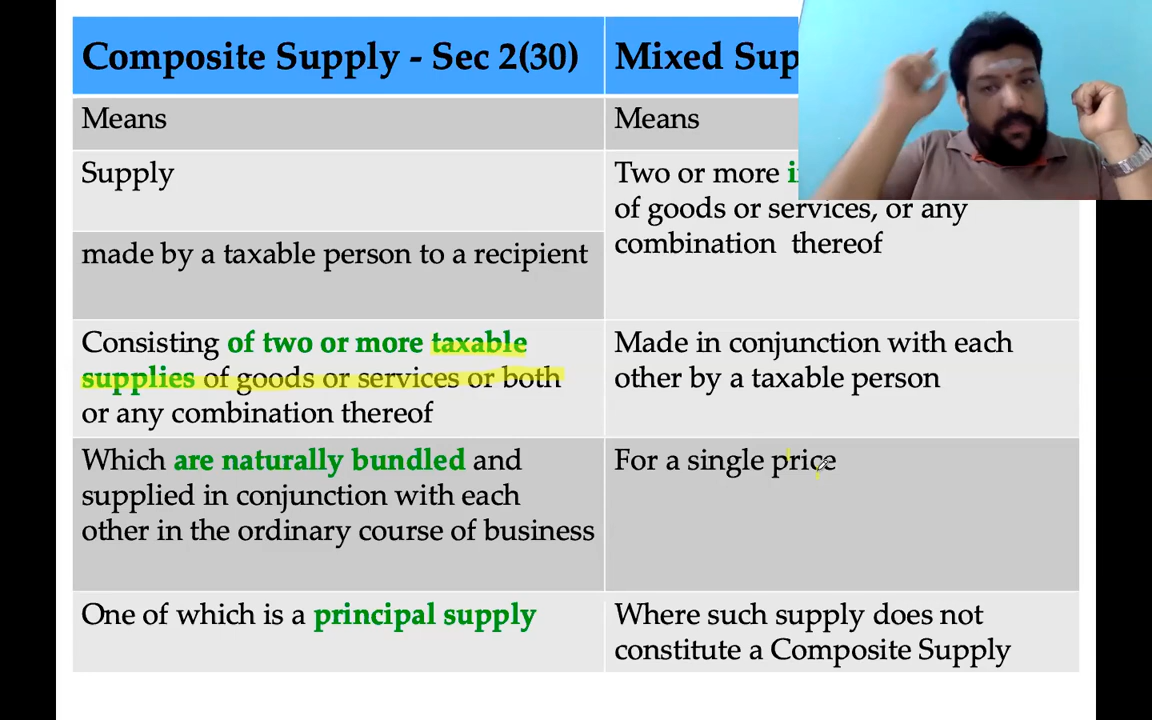 Composite Supply - Sec 2(30)
Mixed
Means
Means
Supply
Two or more
of goods or services, or any
combination thereof
made by a taxable person to a recipient
Consisting of two or more taxable
supplies of goods or services or both
or any combination thereof
Made in conjunction with each
other by a taxable person
Which are naturally bundled and
supplied in conjunction with each
other in the ordinary course of business
For a single price
One of which is a principal supply
Where such supply does not
constitute a Composite Supply